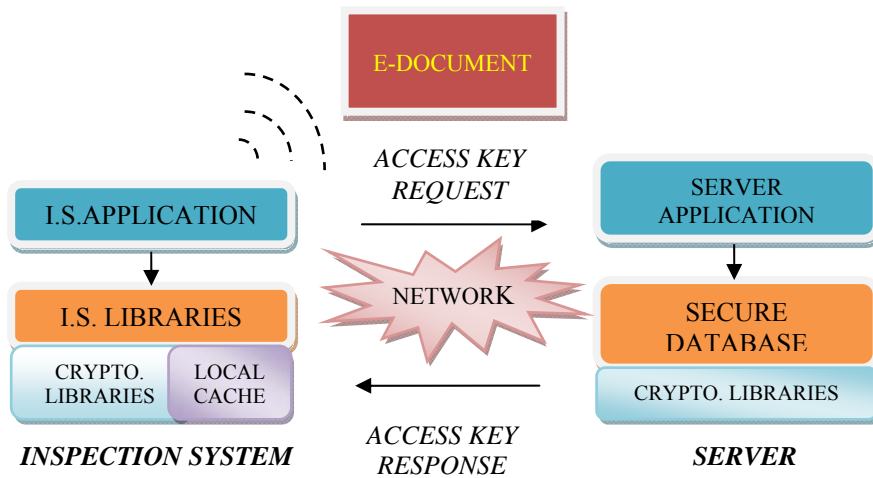 E-DOCUMENT
ACCESS KEY
REQUEST
I.S.APPLICATION
SERVER
APPLICATION
NETWORK
I.S. LIBRARIES
SECURE
DATABASE
CRYPTO.
LIBRARIES
LOCAL
CACHE
CRYPTO. LIBRARIES
ACCESS KEY
RESPONSE
INSPECTION SYSTEM
SERVER